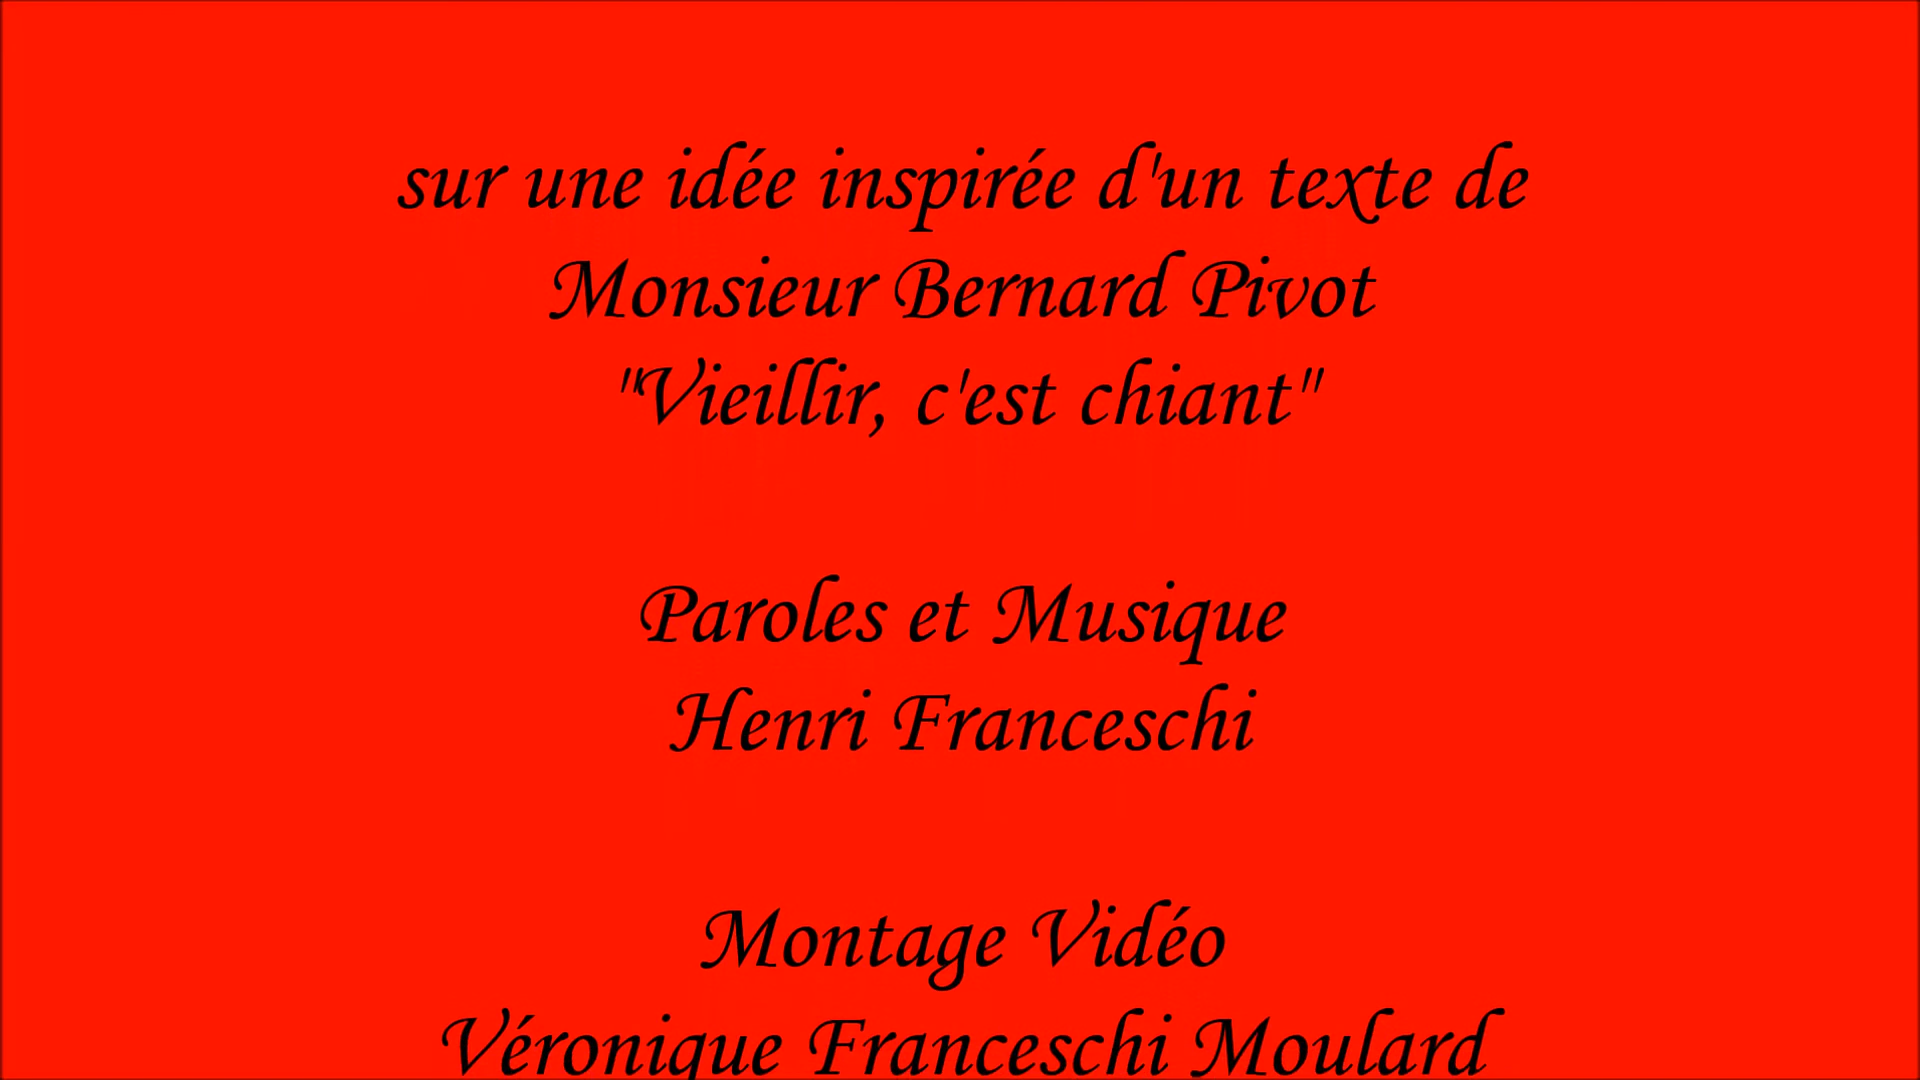 sur une idée inspirée d'un texte de
Monsieur Bernard Pivot
"Vieillir, c'est chiant"
Paroles et Musique
Henri Franceschi
Montage Vidéo
Véronique Franceschi Moulard